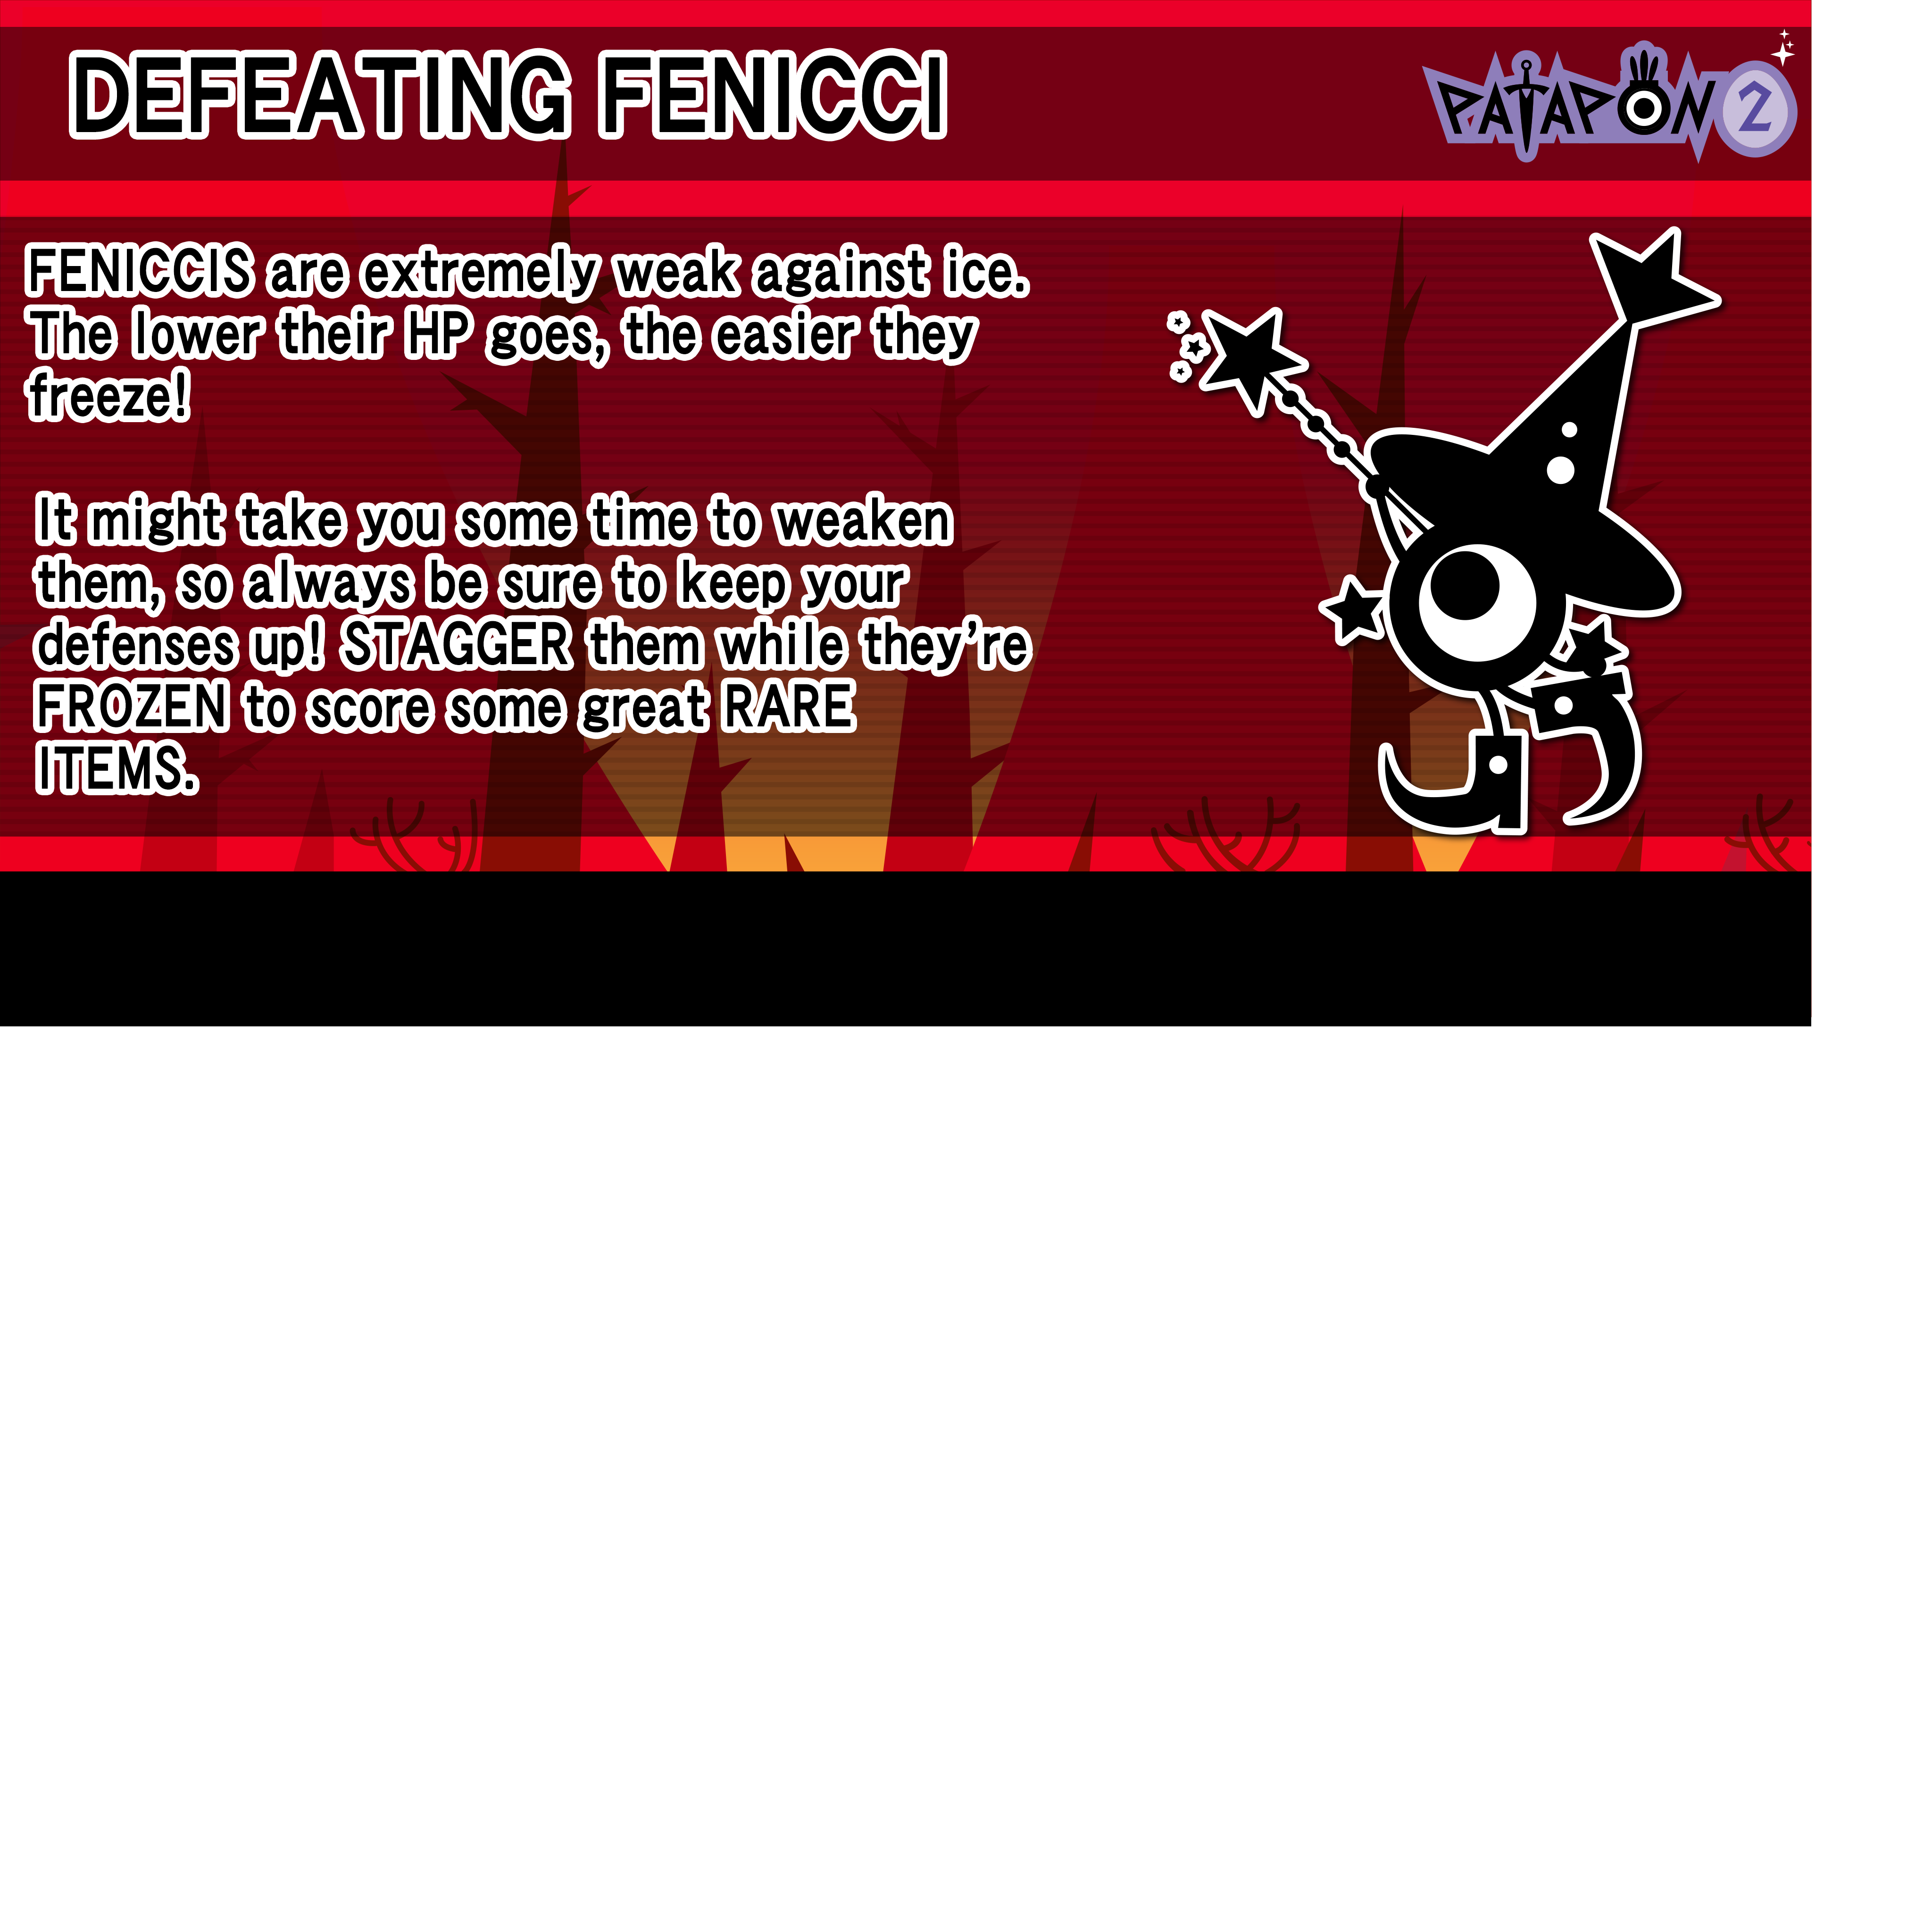 DEFEATING FENICCI
PATAPON 2
FENICCIS are extremely weak against ice.
The lower their HP goes, the easier they
freeze!
It might take you some time to weaken
them, so always be sure to keep your
defenses up! STAGGER them while they're
FROZEN to score some great RARE
ITEMS.